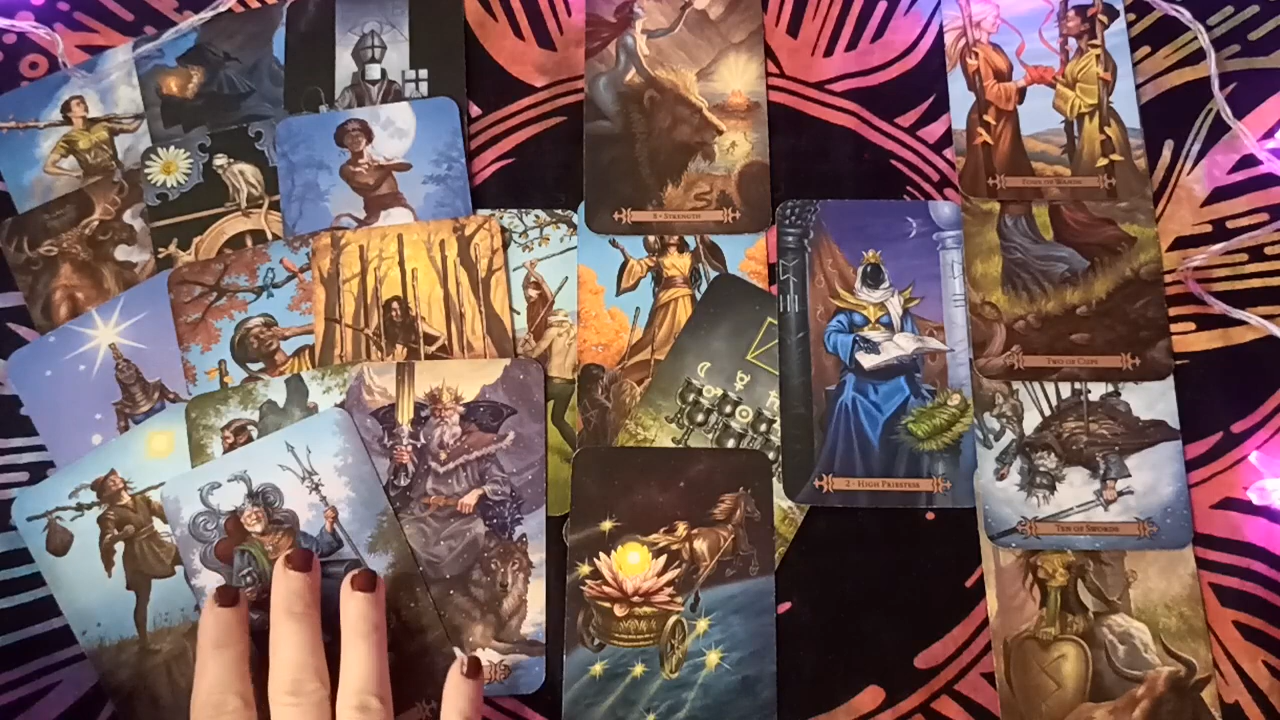 8 • STRENGTH
FOUR OF WANDS
2 • HIGH PRIESTESS
TWO OF CUPS
TEN OF SWORDS